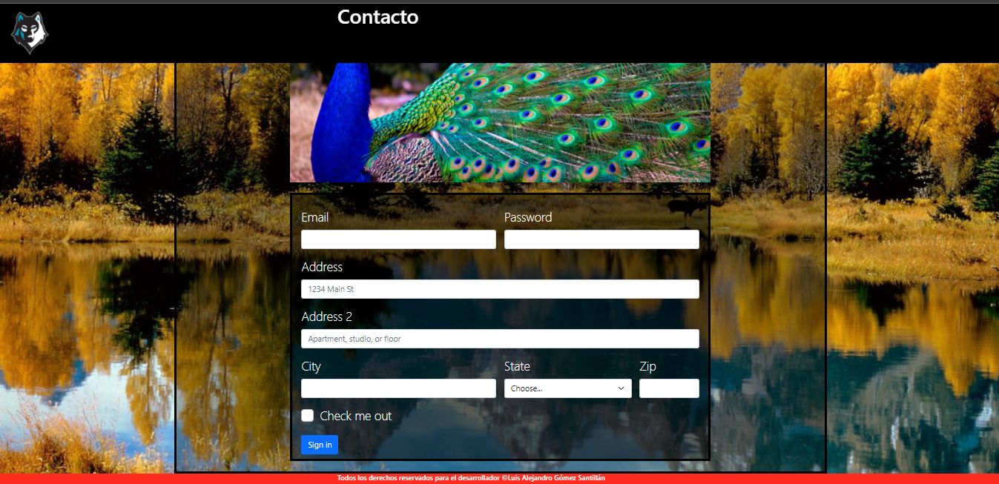 Contacto
Email Password
Address
1234 Main St
Address 2
Apartment, studio, or floor
City State Zip
Choose...
Check me out
Sign in
Todos los derechos reservados para el desarrollador ©Luis Alejandro Gómez Santillán